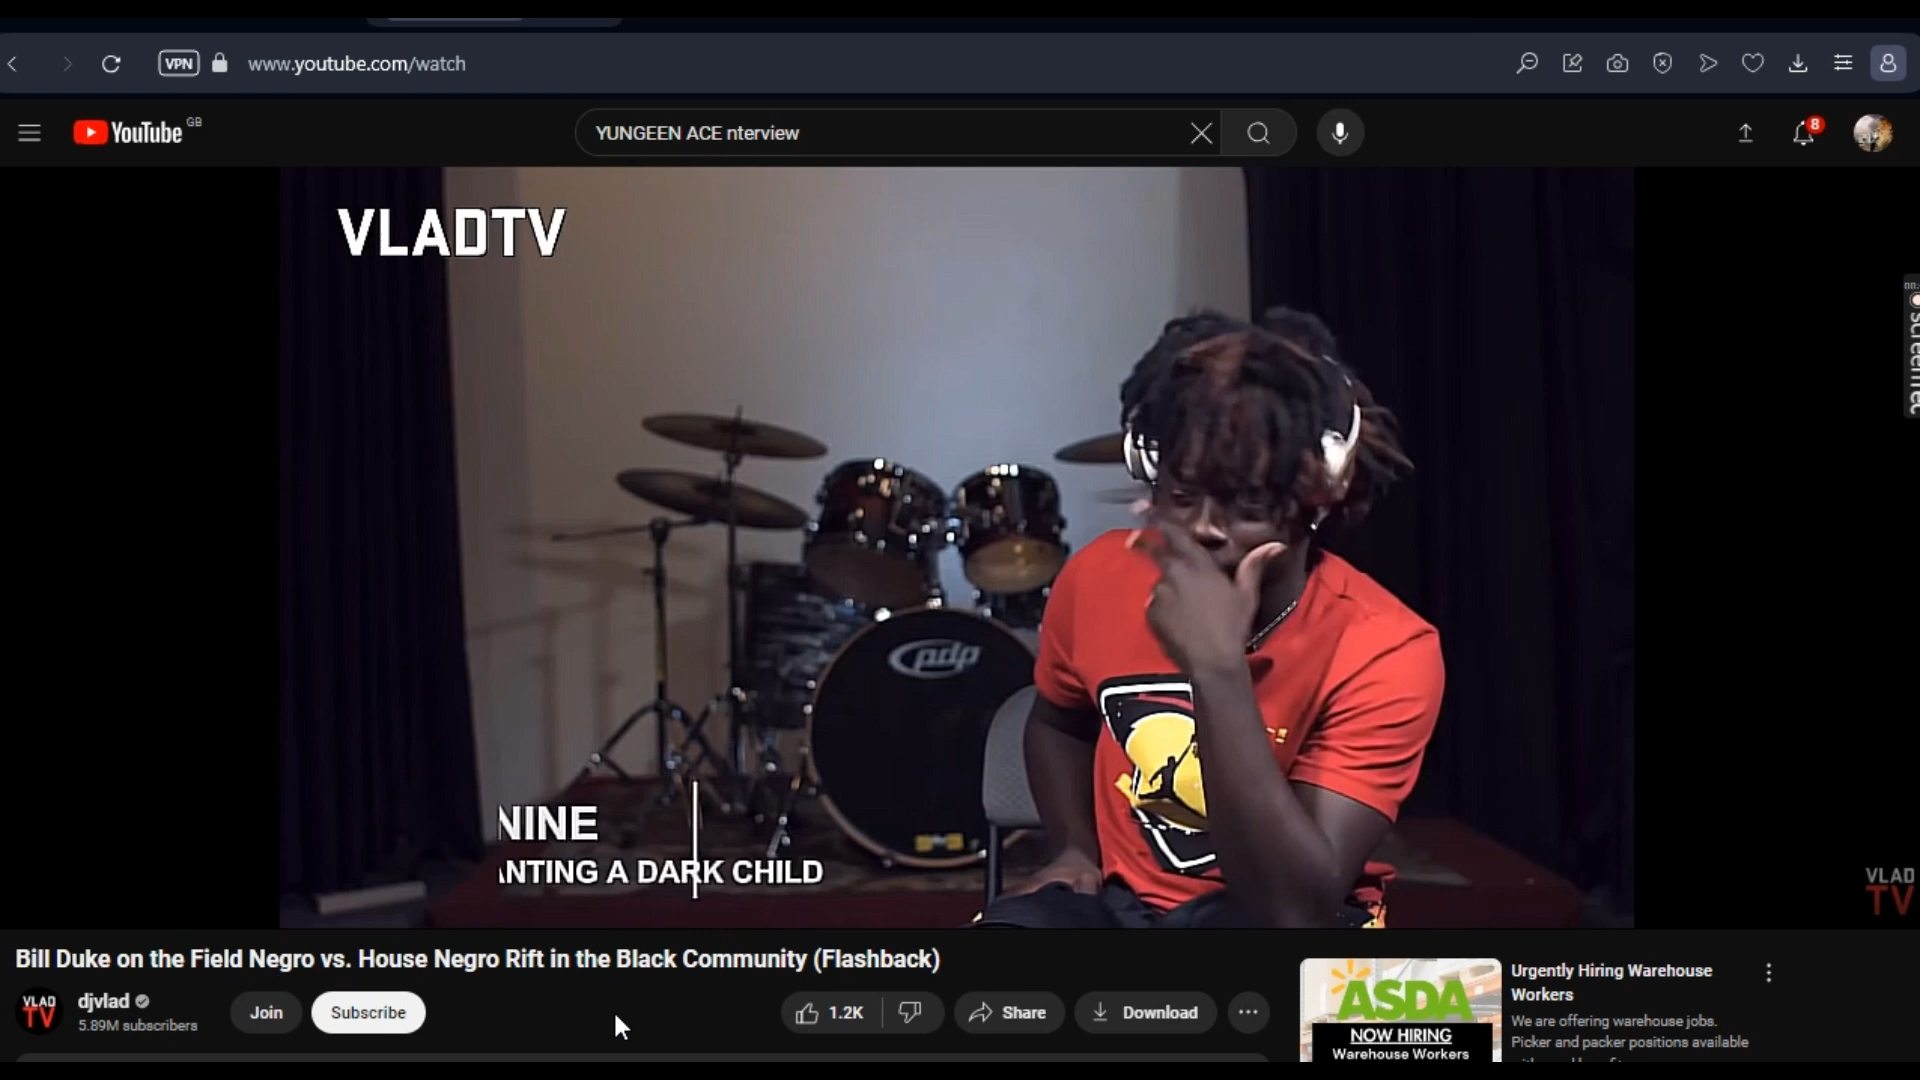 VPN
www.youtube.com/watch
YouTube GB
YUNGEEN ACE nterview
8
VLADTV
pdp
NINE
NTING A DARK CHILD
VLAD
TV
Bill Duke on the Field Negro vs. House Negro Rift in the Black Community (Flashback)
VLAD
TV
djvlad
5.89M subscribers
Join
Subscribe
1.2K
Share
Download
ASDA
NOW HIRING
Warehouse Workers
Urgently Hiring Warehouse
Workers
We are offering warehouse jobs.
Picker and packer positions available